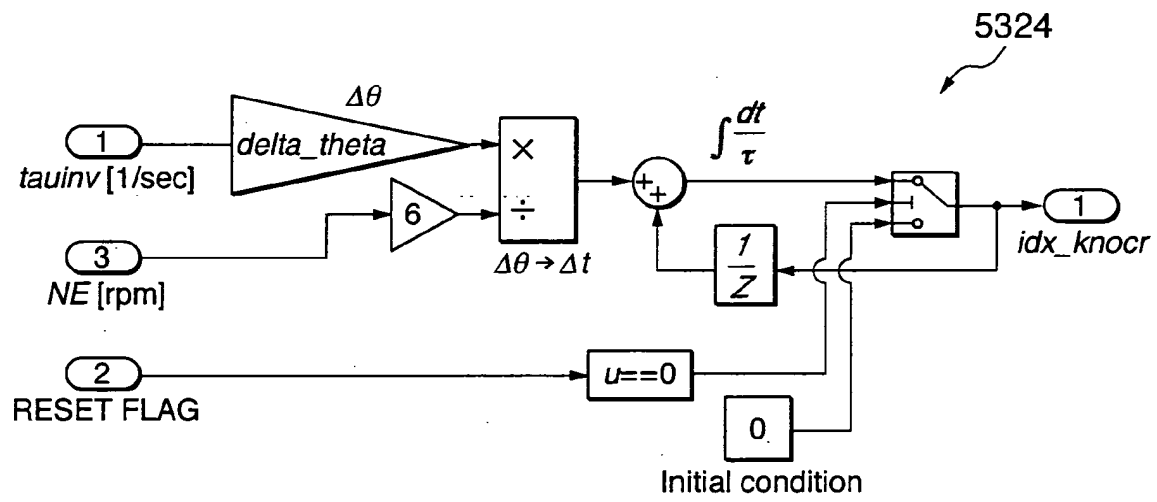 5324
Δθ
1
delta_theta
×
∫dt/τ
tauinv [1/sec]
6
÷
+
+
1
idx_knocr
3
NE [rpm]
Δθ→Δt
1/Z
2
RESET FLAG
u==0
0
Initial condition